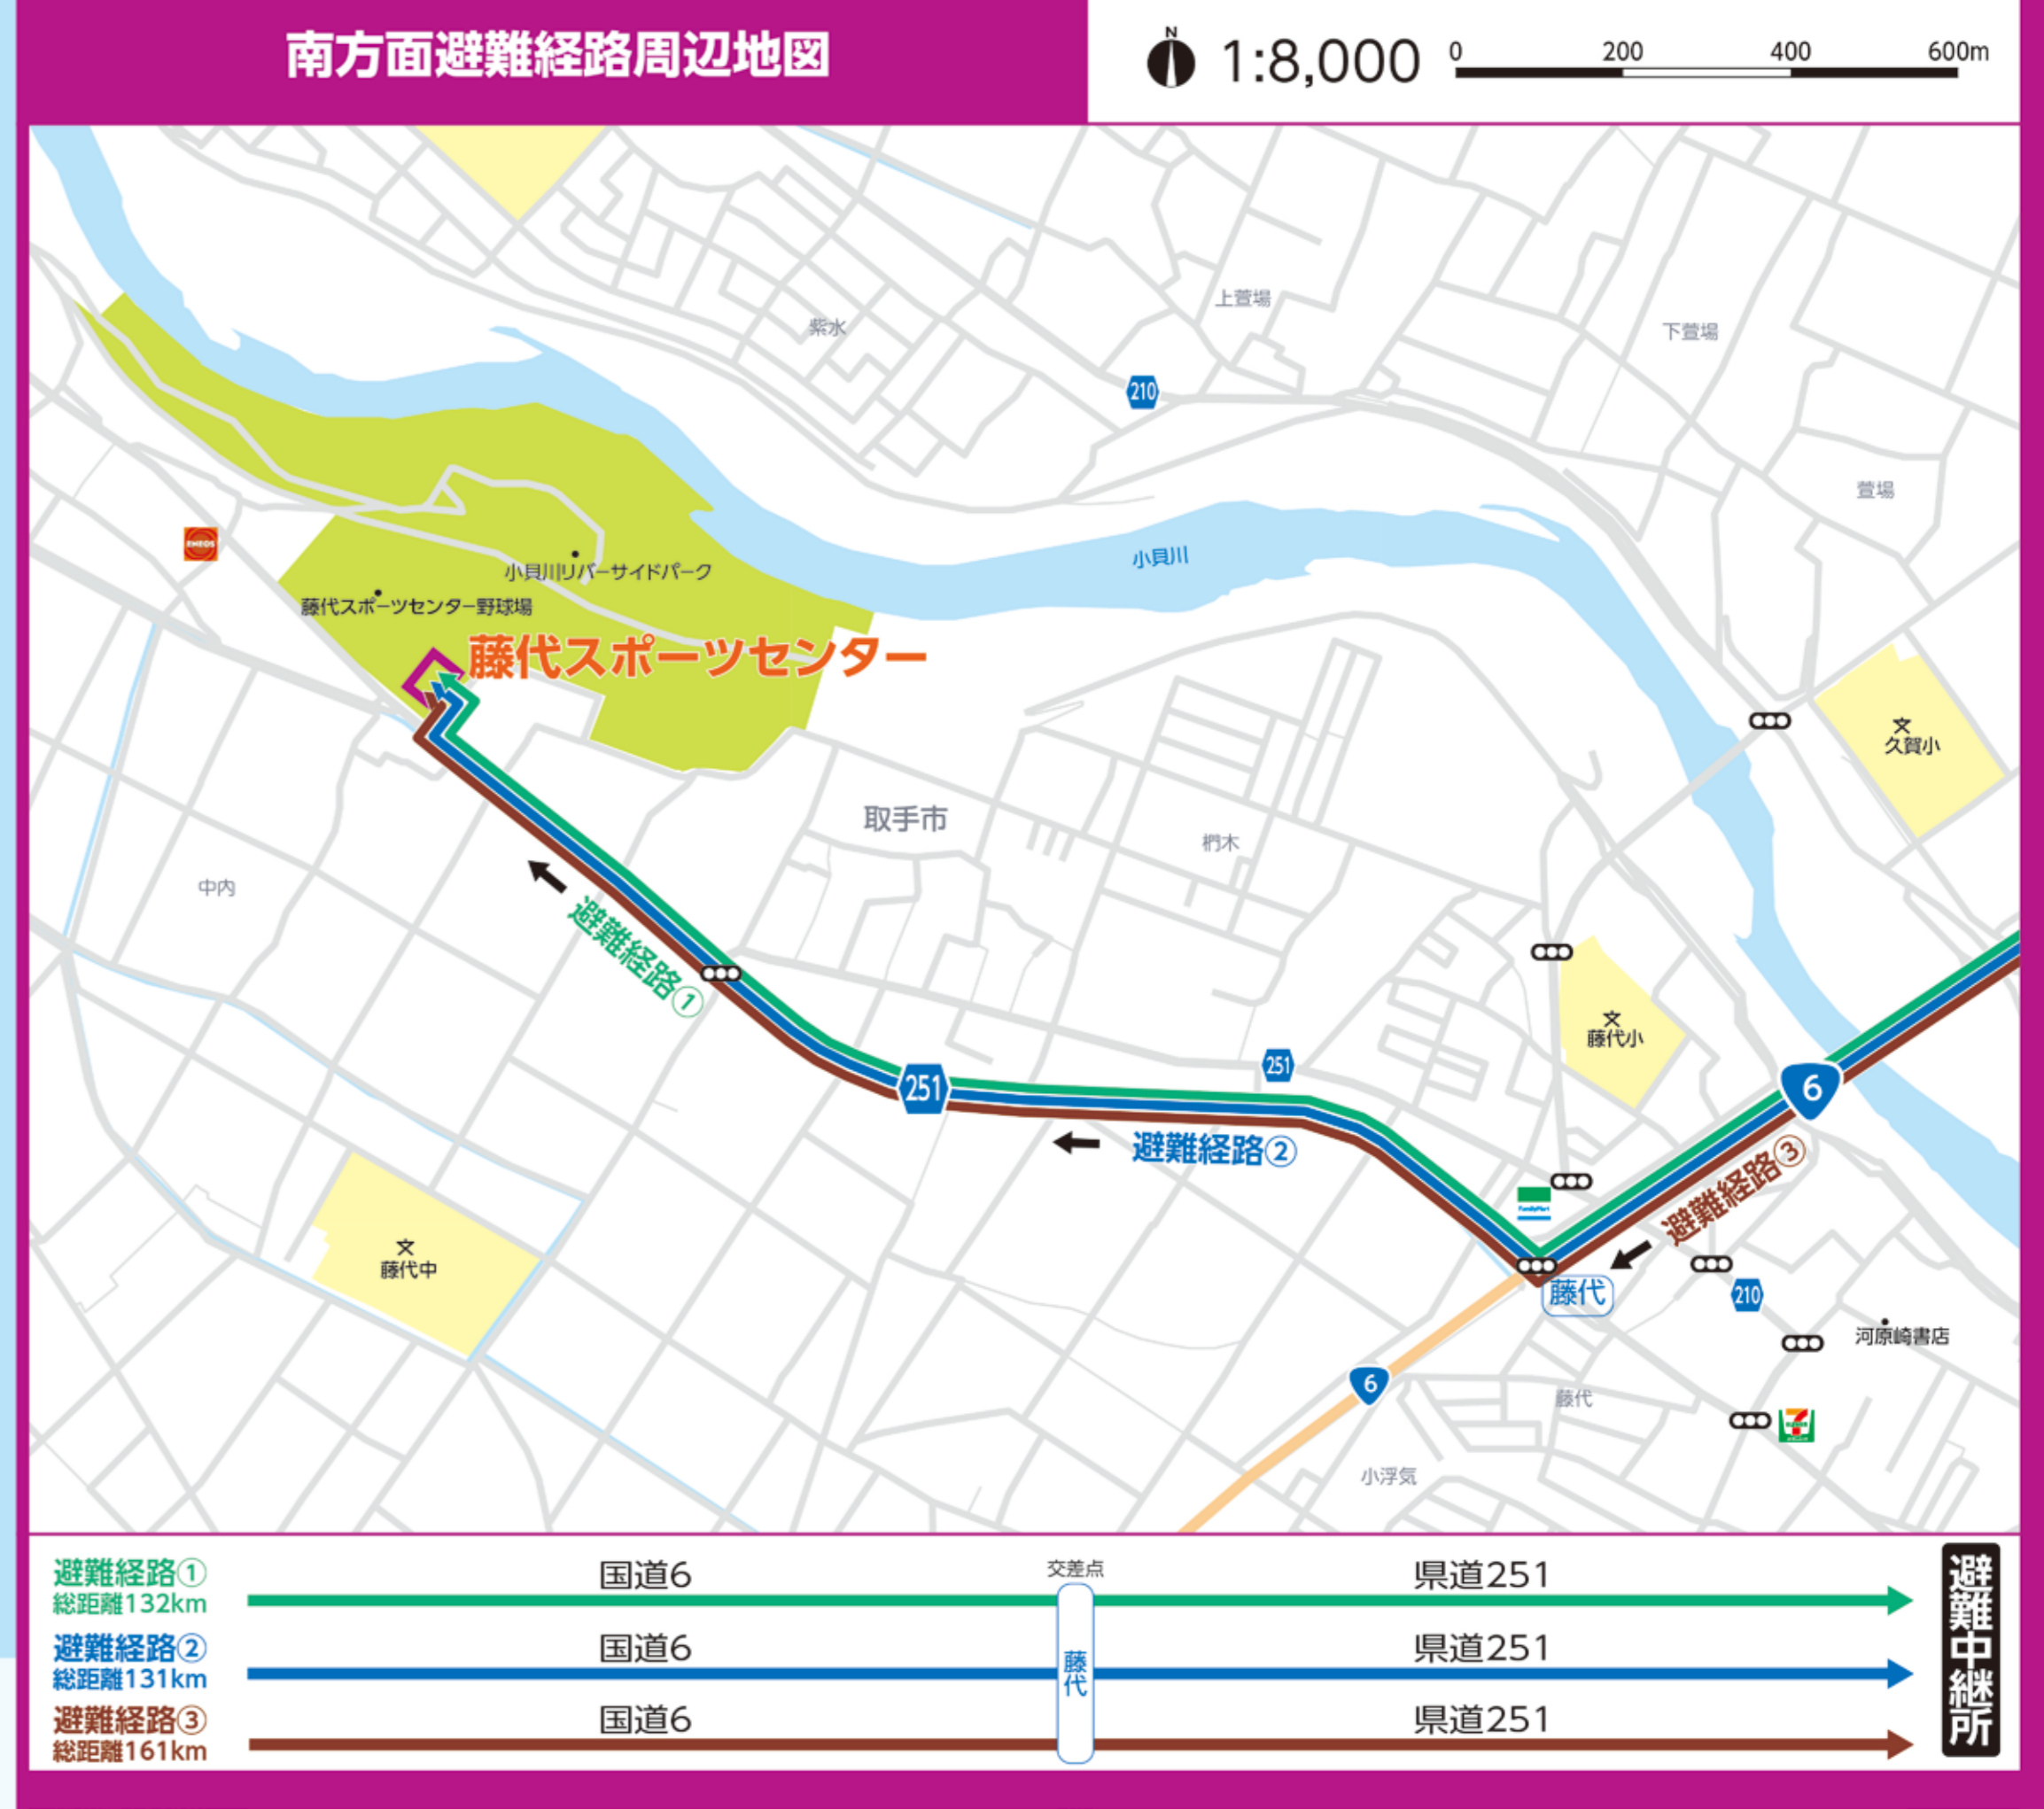 南方面避難経路周辺地図
N
1:8,000
0 200 400 600m
上萱場
紫水
下萱場
210
萱場
小貝川
ENEOS
小貝川リバーサイドパーク
藤代スポーツセンター野球場
藤代スポーツセンター
文
久賀小
取手市
椚木
中内
避難経路①
文
藤代小
251
251
6
避難経路②
避難経路③
FamilyMart
藤代
210
文
藤代中
河原崎書店
6
藤代
7
小浮気
避難経路①
総距離132km
国道6
交差点
県道251
避難経路②
総距離131km
国道6
藤代
県道251
避難経路③
総距離161km
国道6
県道251
避難中継所